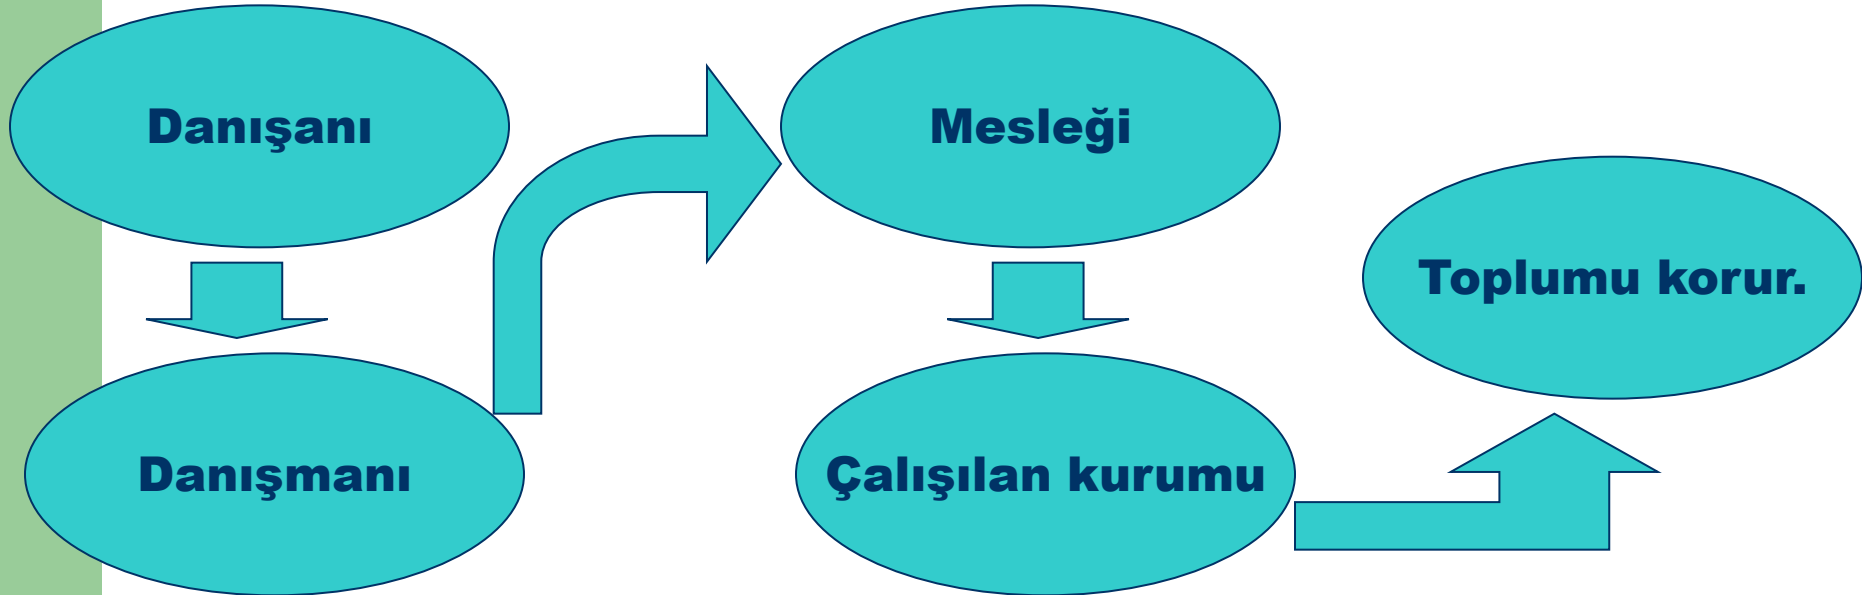 Danışanı
Danışmanı
Mesleği
Çalışılan kurumu
Toplumu korur.